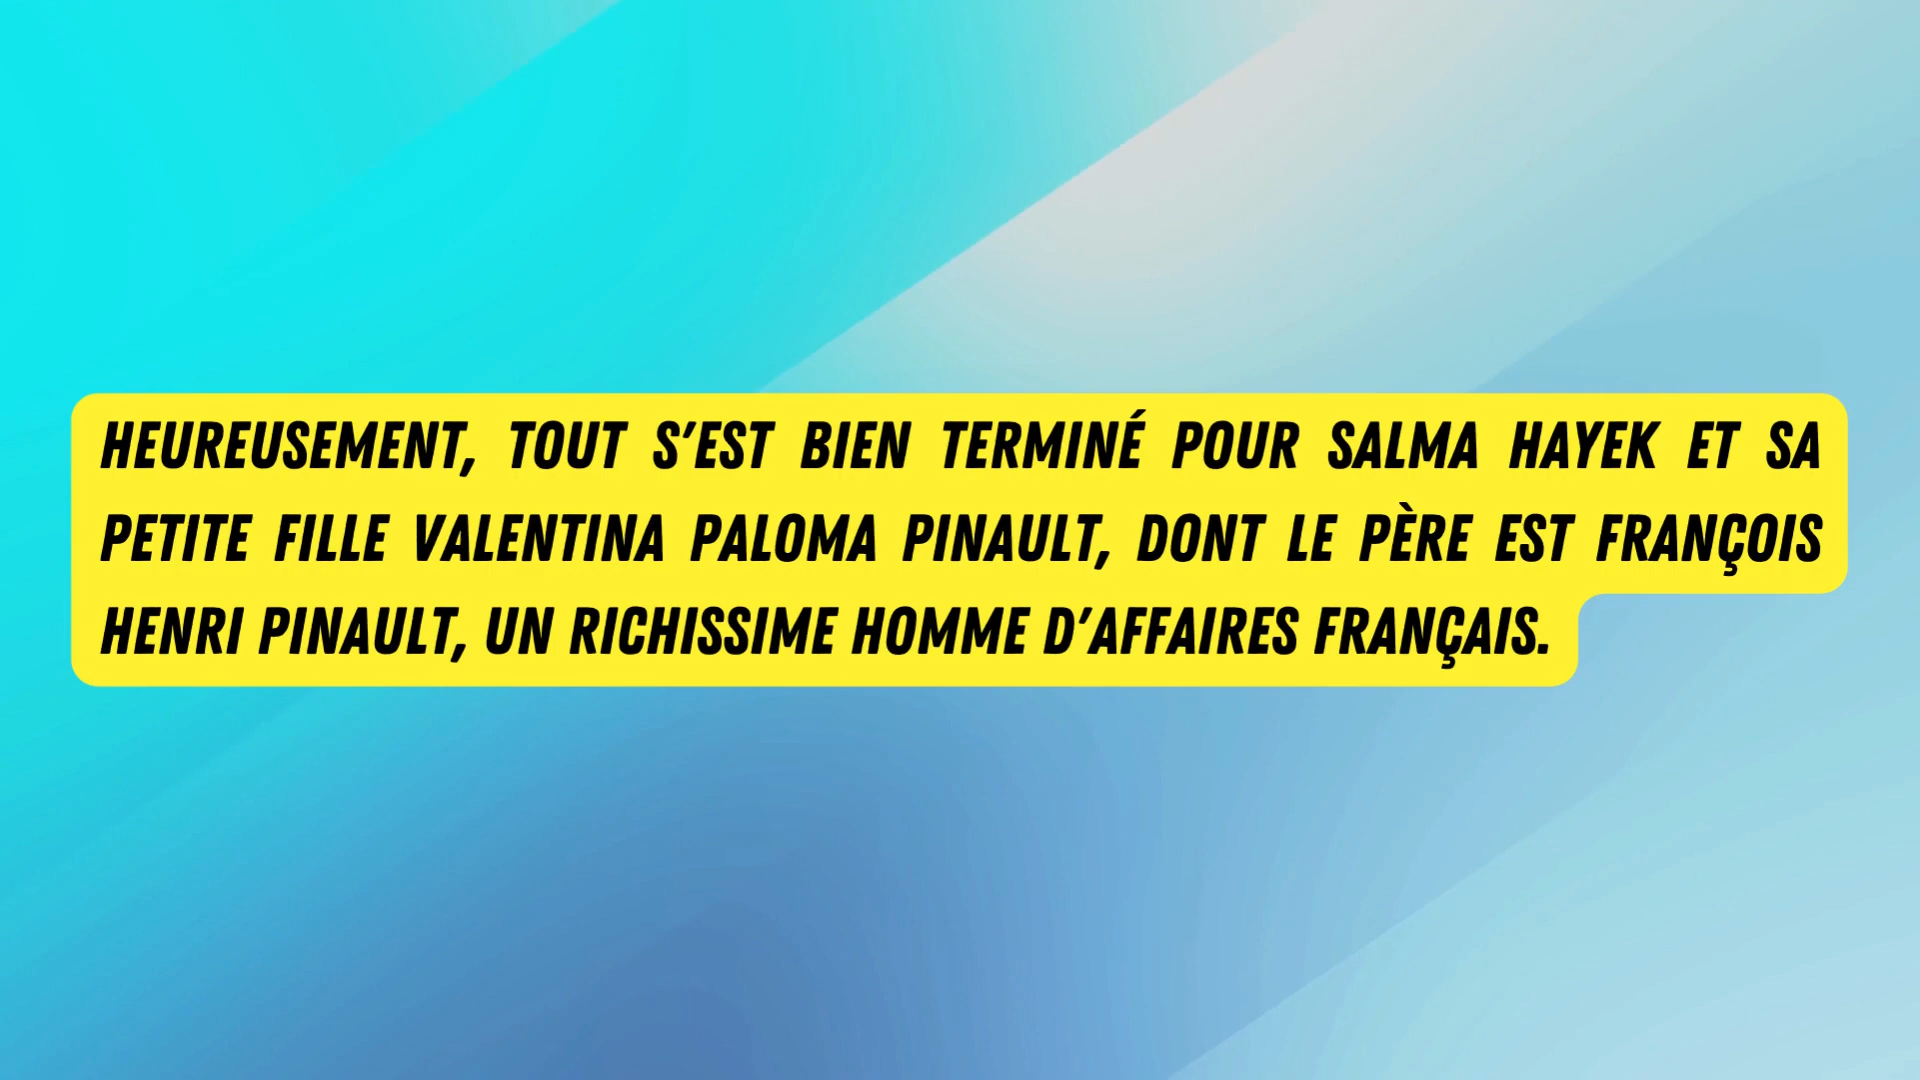 HEUREUSEMENT, TOUT S'EST BIEN TERMINÉ POUR SALMA HAYEK ET SA
PETITE FILLE VALENTINA PALOMA PINAULT, DONT LE PÈRE EST FRANÇOIS
HENRI PINAULT, UN RICHISSIME HOMME D'AFFAIRES FRANÇAIS.